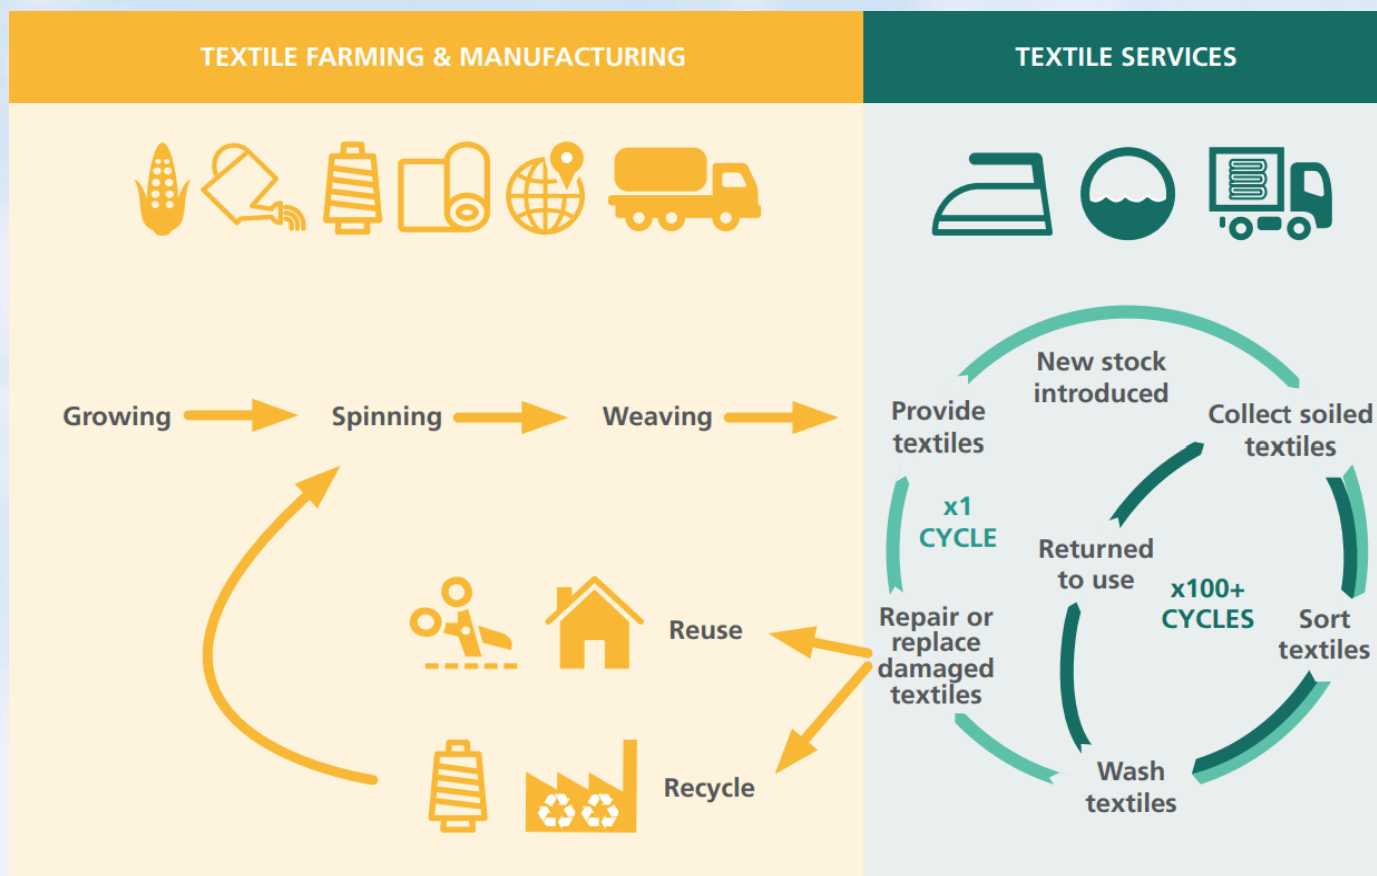 TEXTILE FARMING & MANUFACTURING
TEXTILE SERVICES
Growing
Spinning
Weaving
Provide
textiles
New stock
introduced
Collect soiled
textiles
x1
CYCLE
Returned
to use
x100+
CYCLES
Sort
textiles
Repair or
replace
damaged
textiles
Wash
textiles
Reuse
Recycle